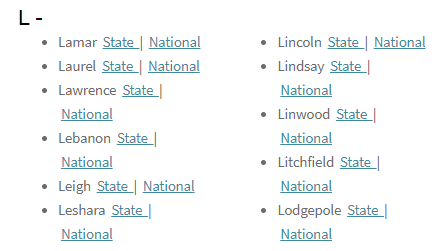 L -
Lamar State | National
Laurel State | National
Lawrence State |
National
Lebanon State |
National
Leigh State | National
Leshara State |
National
Lincoln State | National
Lindsay State |
National
Linwood State |
National
Litchfield State |
National
Lodgepole State |
National